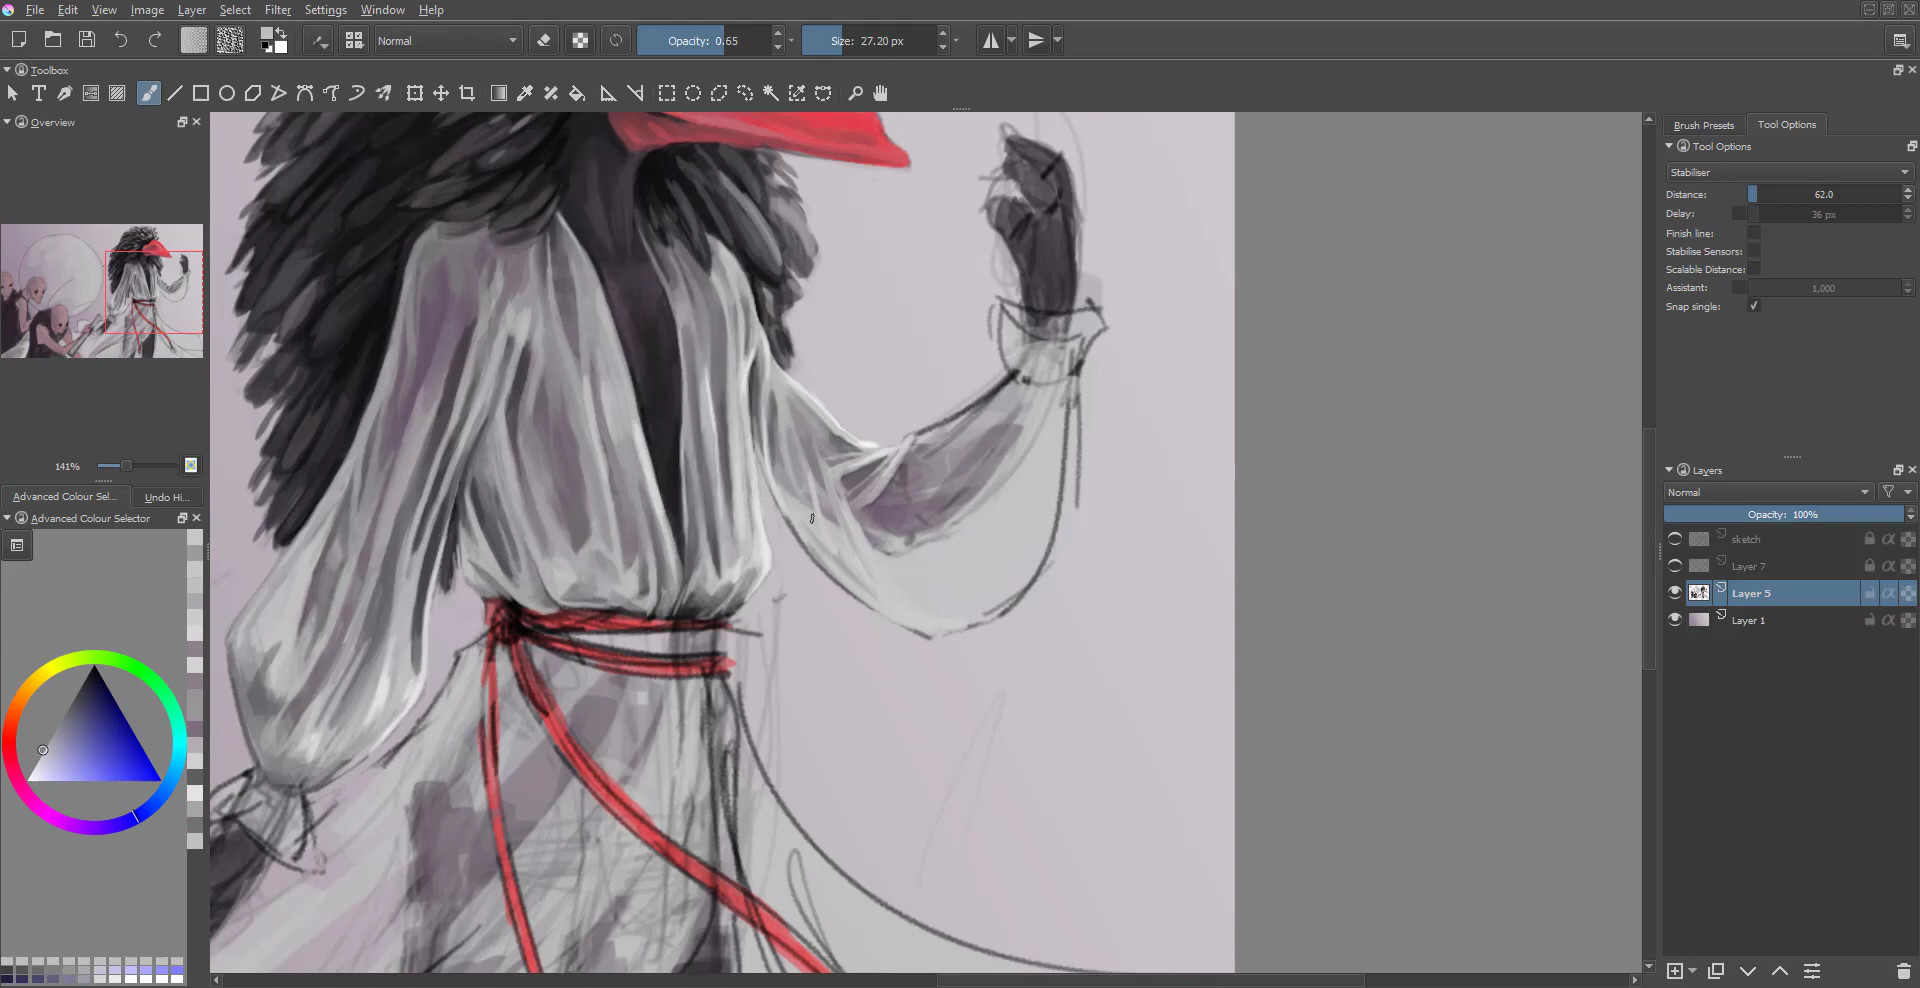 File Edit View Image Layer Select Filter Settings Window Help
Normal Opacity: 0.65 Size: 27.20 px
Toolbox
Overview
141%
Advanced Colour Sel... Undo Hi...
Advanced Colour Selector
Brush Presets Tool Options
Tool Options
Stabiliser
Distance: 62.0
Delay: 36 px
Finish line:
Stabilise Sensors:
Scalable Distance:
Assistant: 1,000
Snap single:
Layers
Normal
Opacity: 100%
sketch
Layer 7
Layer 5
Layer 1